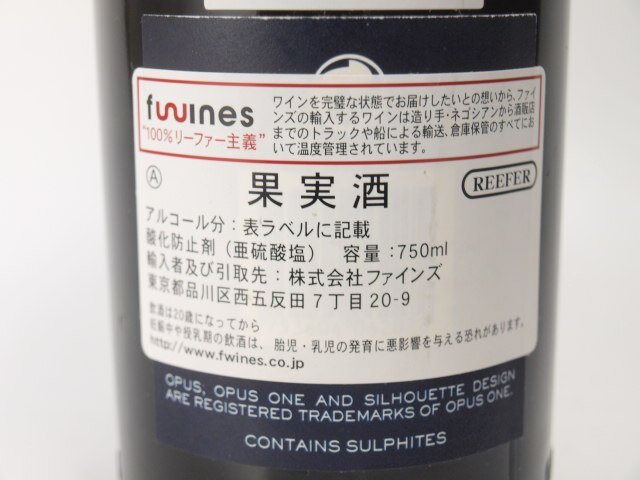 fwines
"100%リーファー主義"
ワインを完璧な状態でお届けしたいとの想いから、ファイ
ンズの輸入するワインは造り手・ネゴシアンから酒販店
までのトラックや船による輸送、倉庫保管のすべてにお
いて温度管理されています。
A
果実酒
REEFER
アルコール分：表ラベルに記載
酸化防止剤（亜硫酸塩） 容量：750ml
輸入者及び引取先：株式会社ファインズ
東京都品川区西五反田7丁目20-9
飲酒は20歳になってから
妊娠中や授乳期の飲酒は、胎児・乳児の発育に悪影響を与える恐れがあります。
http://www.fwines.co.jp
OPUS, OPUS ONE AND SILHOUETTE DESIGN
ARE REGISTERED TRADEMARKS OF OPUS ONE.
CONTAINS SULPHITES